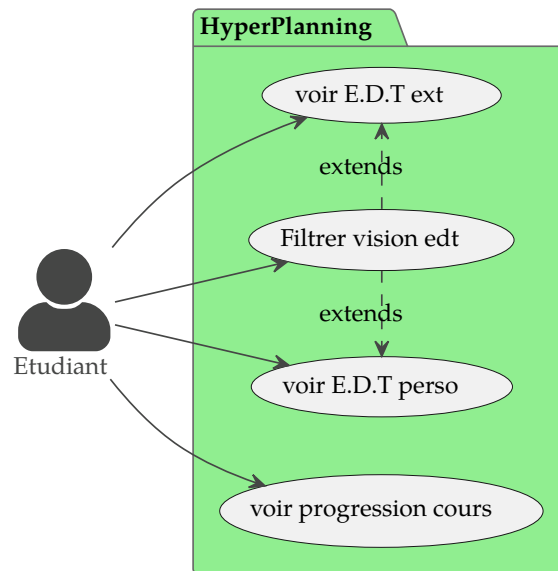 HyperPlanning
voir E.D.T ext
extends
Filtrer vision edt
extends
Etudiant
voir E.D.T perso
voir progression cours